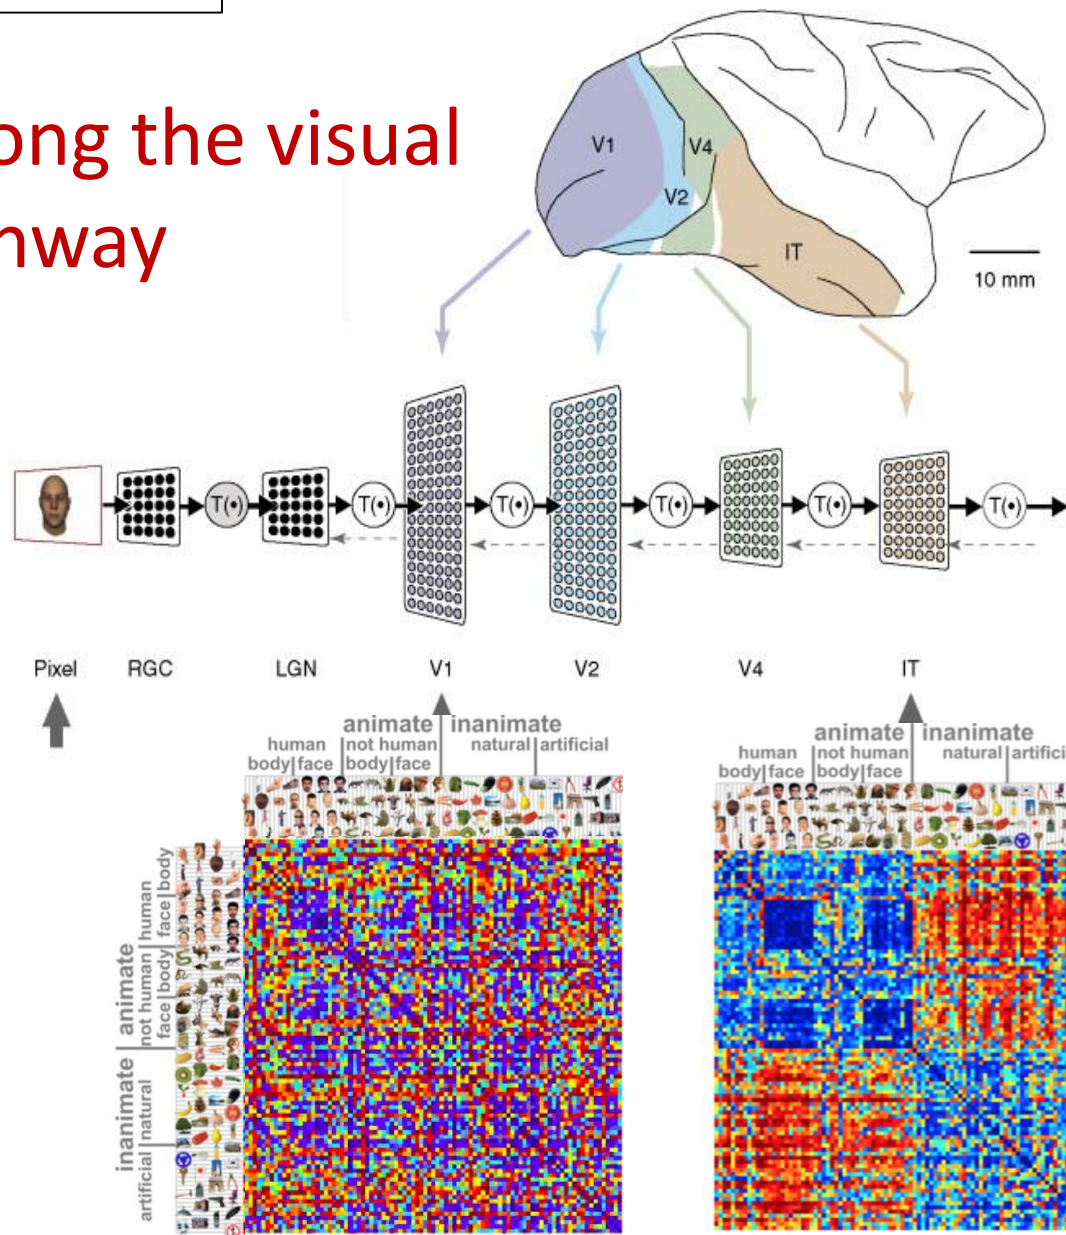 ong the visual
nway
V1
V4
V2
IT
10 mm
T(•) T(•) T(•) T(•) T(•) T(•)
Pixel RGC LGN V1 V2 V4 IT
animate inanimate
human not human natural artificial
body face body face
animate inanimate
human not human natural artifici
body face body face
animate
human
body
face
not human
body
face
inanimate
natural
artificial